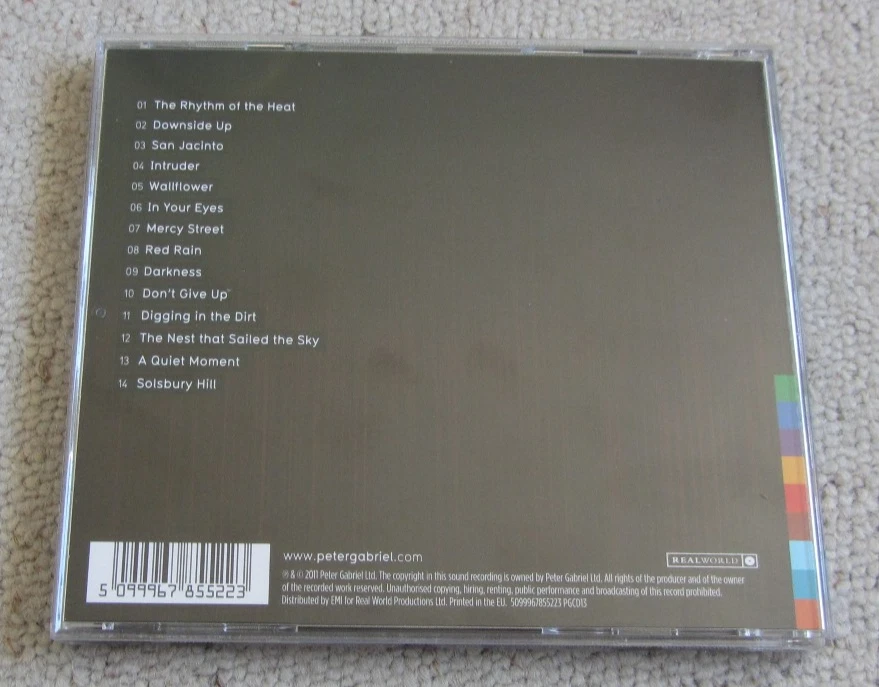 01 The Rhythm of the Heat
02 Downside Up
03 San Jacinto
04 Intruder
05 Wallflower
06 In Your Eyes
07 Mercy Street
08 Red Rain
09 Darkness
10 Don't Give Up
11 Digging in the Dirt
12 The Nest that Sailed the Sky
13 A Quiet Moment
14 Solsbury Hill
www.petergabriel.com
REALWORLD
℗ & © 2011 Peter Gabriel Ltd. The copyright in this sound recording is owned by Peter Gabriel Ltd. All rights of the producer and of the owner
of the recorded work reserved. Unauthorised copying, hiring, renting, public performance and broadcasting of this record prohibited.
Distributed by EMI for Real World Productions Ltd. Printed in the EU. 5099967855223 PGCD13
5 099967 855223